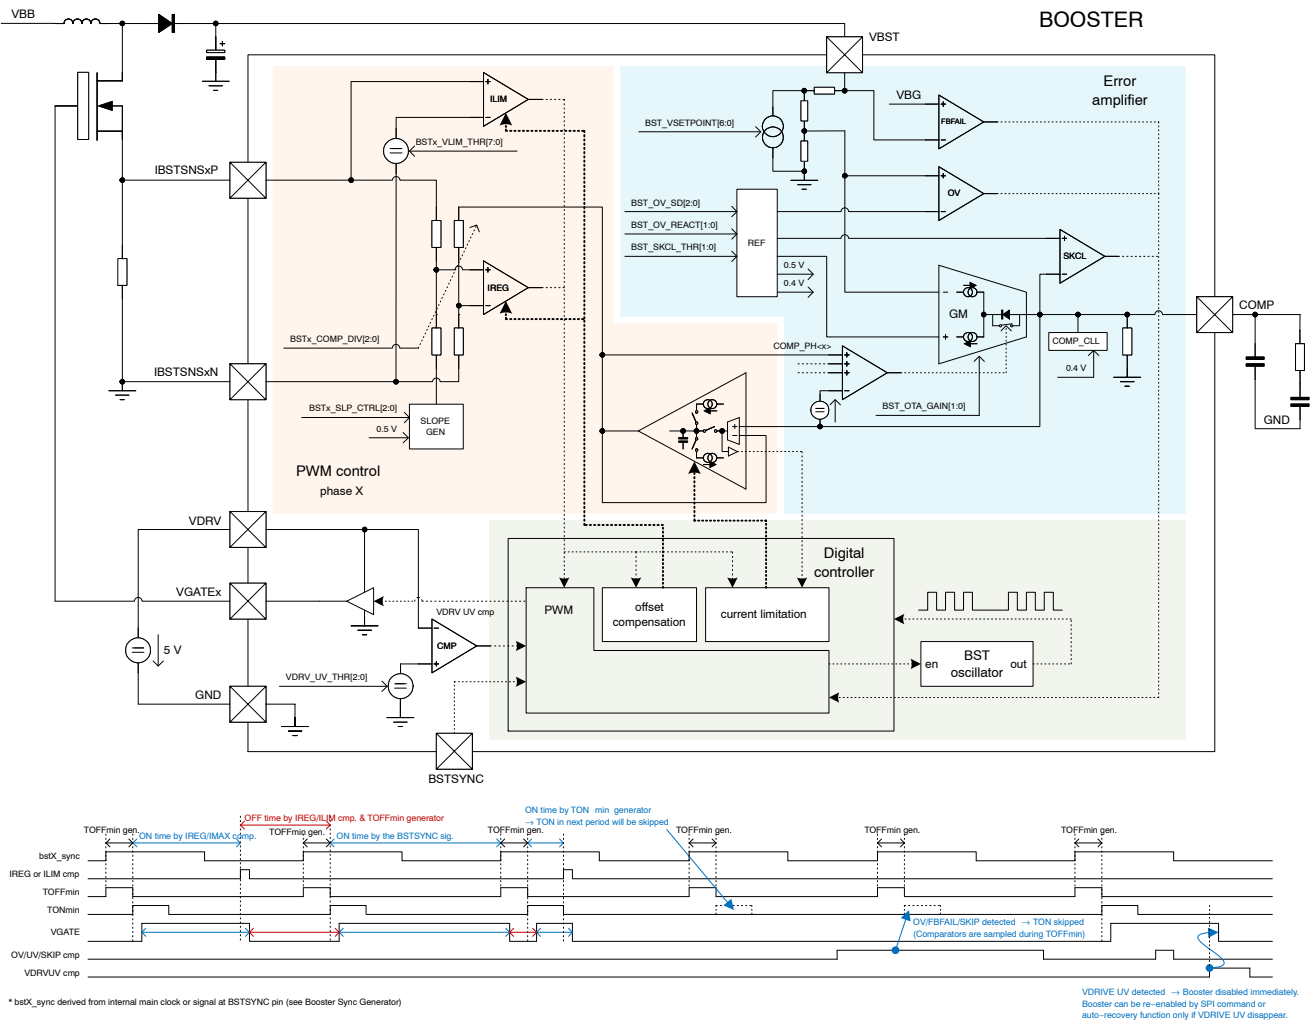 VBB
BOOSTER
VBST
Error
amplifier
ILIM
VBG
FBFAIL
BST_VSETPOINT[6:0]
BSTx_VLIM_THR[7:0]
IBSTSNSxP
OV
BST_OV_SD[2:0]
BST_OV_REACT[1:0]
BST_SKCL_THR[1:0]
REF
SKCL
0.5 V
0.4 V
IREG
GM
COMP
BSTx_COMP_DIV[2:0]
COMP_PH<x>
COMP_CLL
0.4 V
IBSTSNSxN
BST_OTA_GAIN[1:0]
BSTx_SLP_CTRL[2:0]
0.5 V
SLOPE
GEN
GND
PWM control
phase X
VDRV
Digital
controller
VGATEx
PWM
offset
compensation
current limitation
VDRV UV cmp
CMP
5 V
VDRV_UV_THR[2:0]
en
BST
oscillator
out
GND
BSTSYNC
OFF time by IREG/ILIM cmp. & TOFFmin generator
ON time by TON min generator
→ TON in next period will be skipped
TOFFmin gen.
ON time by IREG/IMAX comp.
TOFFmin gen.
ON time by the BSTSYNC sig.
TOFFmin gen.
TOFFmin gen.
TOFFmin gen.
TOFFmin gen.
bstX_sync
IREG or ILIM cmp
TOFFmin
TONmin
VGATE
OV/FBFAIL/SKIP detected → TON skipped
(Comparators are sampled during TOFFmin)
OV/UV/SKIP cmp
VDRVUV cmp
VDRIVE UV detected → Booster disabled immediately.
Booster can be re-enabled by SPI command or
auto-recovery function only if VDRIVE UV disappear.
* bstX_sync derived from internal main clock or signal at BSTSYNC pin (see Booster Sync Generator)